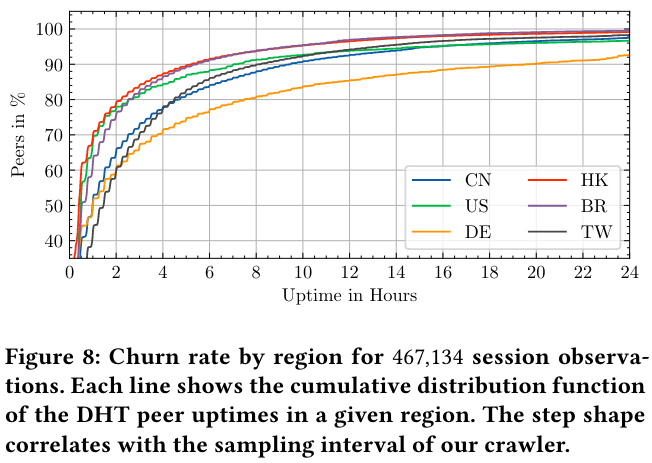 100
90
80
70
60
50
40
Peers in %
0 2 4 6 8 10 12 14 16 18 20 22 24
Uptime in Hours
CN HK
US BR
DE TW
Figure 8: Churn rate by region for 467,134 session observa-
tions. Each line shows the cumulative distribution function
of the DHT peer uptimes in a given region. The step shape
correlates with the sampling interval of our crawler.